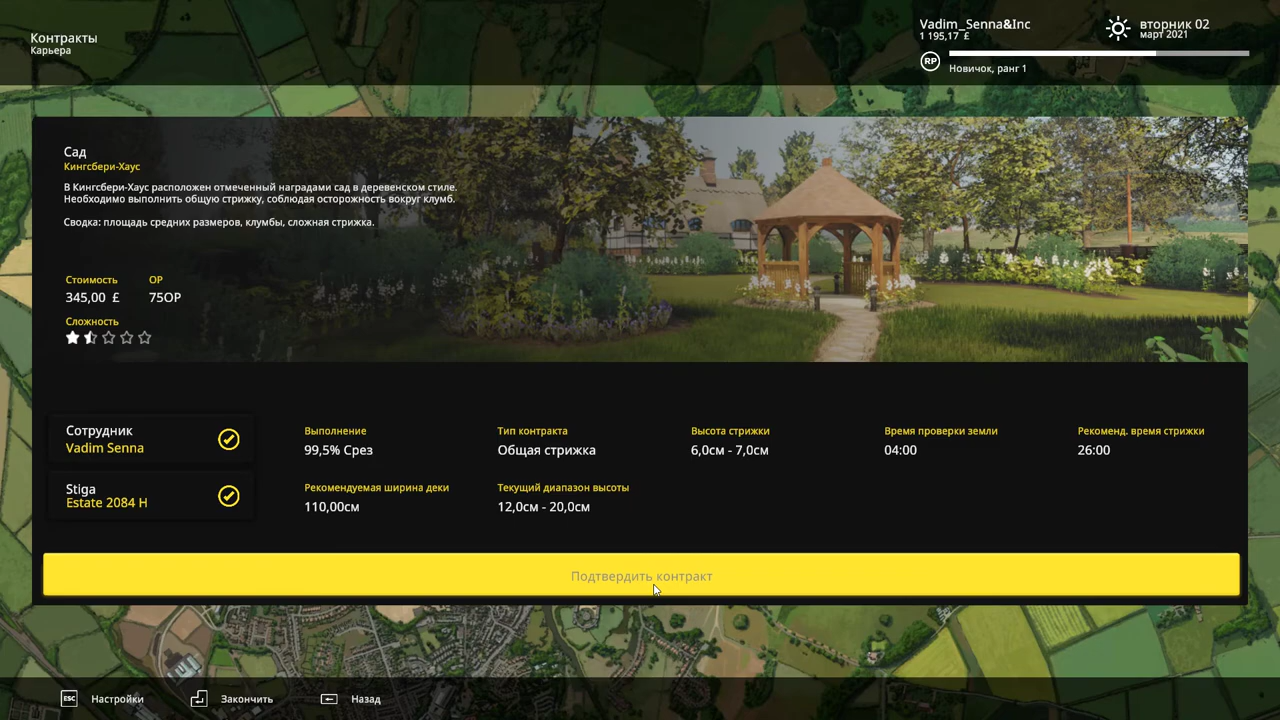 Контракты
Карьера
Vadim_Senna&Inc
1 195,17 £
вторник 02
март 2021
RP
Новичок, ранг 1
Сад
Кингсбери-Хаус
В Кингсбери-Хаус расположен отмеченный наградами сад в деревенском стиле.
Необходимо выполнить общую стрижку, соблюдая осторожность вокруг клумб.
Сводка: площадь средних размеров, клумбы, сложная стрижка.
Стоимость ОР
345,00 £ 75ОР
Сложность
Сотрудник
Vadim Senna
Stiga
Estate 2084 H
Выполнение
99,5% Срез
Тип контракта
Общая стрижка
Высота стрижки
6,0см - 7,0см
Время проверки земли
04:00
Рекоменд. время стрижки
26:00
Рекомендуемая ширина деки
110,00см
Текущий диапазон высоты
12,0см - 20,0см
Подтвердить контракт
ESC Настройки Закончить Назад